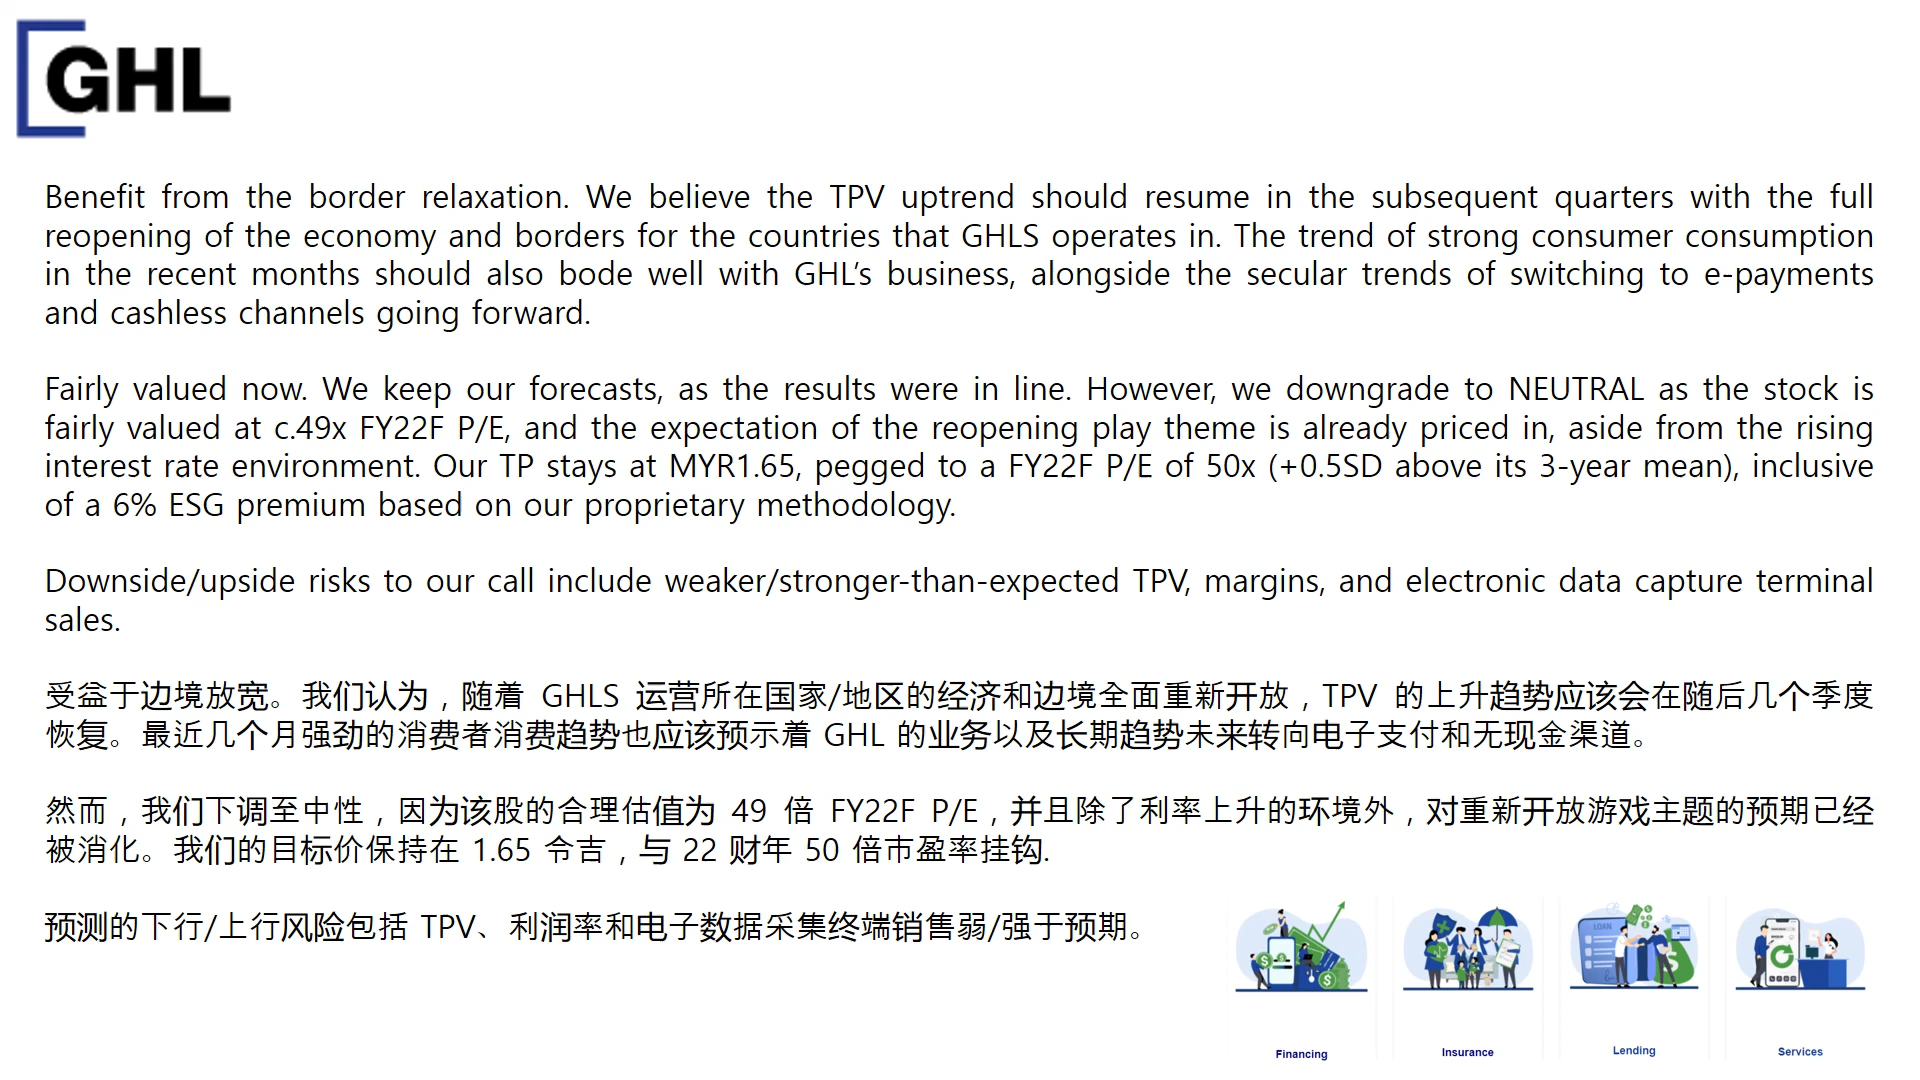 GHL
Benefit from the border relaxation. We believe the TPV uptrend should resume in the subsequent quarters with the full
reopening of the economy and borders for the countries that GHLS operates in. The trend of strong consumer consumption
in the recent months should also bode well with GHL’s business, alongside the secular trends of switching to e-payments
and cashless channels going forward.
Fairly valued now. We keep our forecasts, as the results were in line. However, we downgrade to NEUTRAL as the stock is
fairly valued at c.49x FY22F P/E, and the expectation of the reopening play theme is already priced in, aside from the rising
interest rate environment. Our TP stays at MYR1.65, pegged to a FY22F P/E of 50x (+0.5SD above its 3-year mean), inclusive
of a 6% ESG premium based on our proprietary methodology.
Downside/upside risks to our call include weaker/stronger-than-expected TPV, margins, and electronic data capture terminal
sales.
受益于边境放宽。我们认为，随着 GHLS 运营所在国家/地区的经济和边境全面重新开放，TPV 的上升趋势应该会在随后几个季度
恢复。最近几个月强劲的消费者消费趋势也应该预示着 GHL 的业务以及长期趋势未来转向电子支付和无现金渠道。
然而，我们下调至中性，因为该股的合理估值为 49 倍 FY22F P/E，并且除了利率上升的环境外，对重新开放游戏主题的预期已经
被消化。我们的目标价保持在 1.65 令吉，与 22 财年 50 倍市盈率挂钩.
预测的下行/上行风险包括 TPV、利润率和电子数据采集终端销售弱/强于预期。
LOAN
Financing
Insurance
Lending
Services